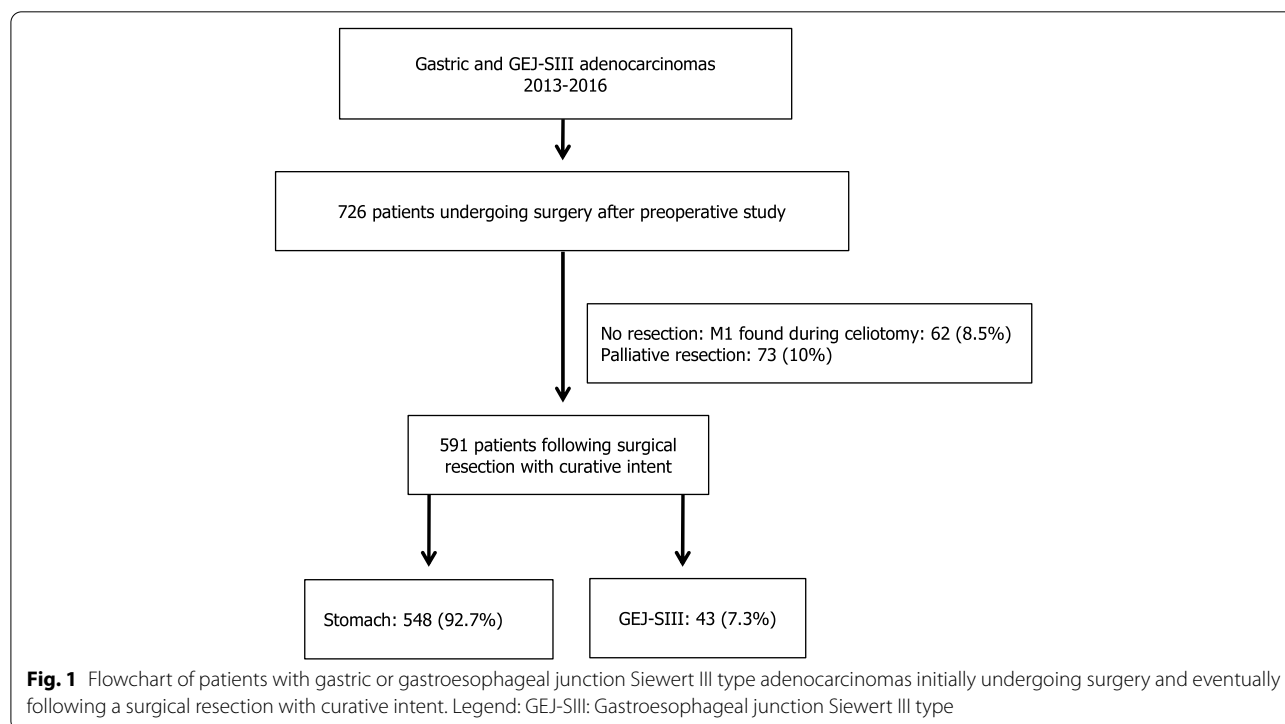 Gastric and GEJ-SIII adenocarcinomas
2013-2016
726 patients undergoing surgery after preoperative study
No resection: M1 found during celiotomy: 62 (8.5%)
Palliative resection: 73 (10%)
591 patients following surgical
resection with curative intent
Stomach: 548 (92.7%)
GEJ-SIII: 43 (7.3%)
Fig. 1 Flowchart of patients with gastric or gastroesophageal junction Siewert III type adenocarcinomas initially undergoing surgery and eventually
following a surgical resection with curative intent. Legend: GEJ-SIII: Gastroesophageal junction Siewert III type